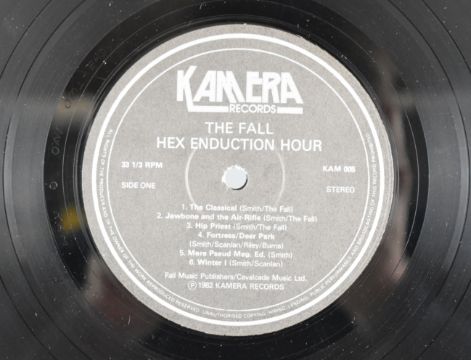 KAMERA
RECORDS
THE FALL
HEX ENDUCTION HOUR
33 1/3 RPM
KAM 005
SIDE ONE
STEREO
1. The Classical (Smith/The Fall)
2. Jawbone and the Air-Rifle (Smith/The Fall)
3. Hip Priest (Smith/The Fall)
4. Fortress/Deer Park
(Smith/Scanlan/Riley/Burns)
5. Mere Pseud Mag. Ed. (Smith)
6. Winter I (Smith/Scanlan)
Fall Music Publishers/Cavalcade Music Ltd.
Ⓟ1982 KAMERA RECORDS